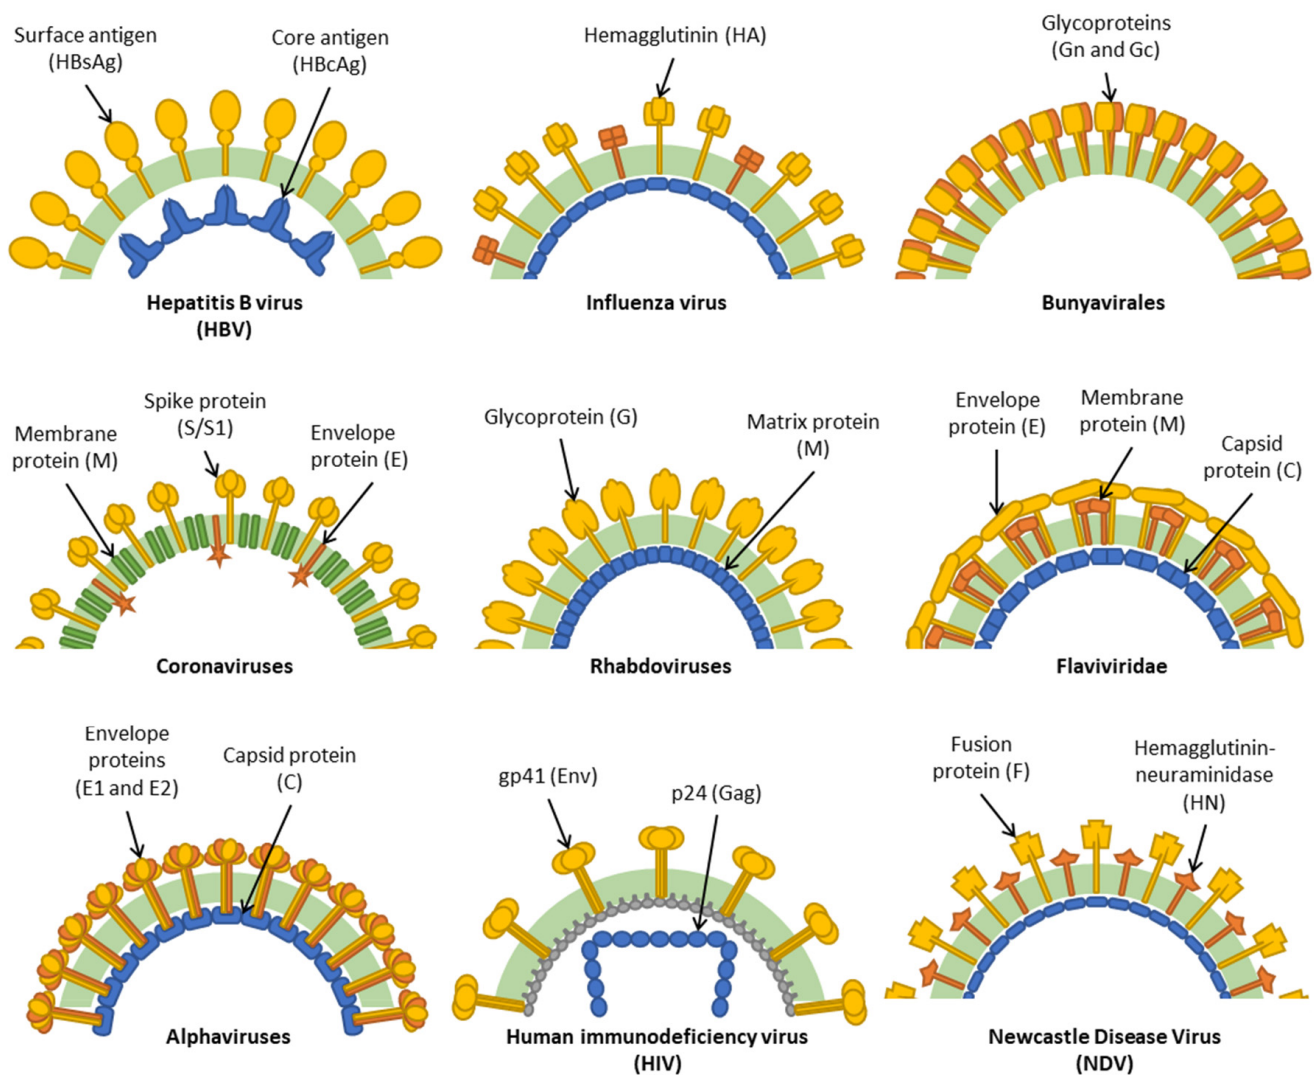 Surface antigen
(HBsAg)
Core antigen
(HBcAg)
Hemagglutinin (HA)
Glycoproteins
(Gn and Gc)
Hepatitis B virus
(HBV)
Influenza virus
Bunyavirales
Membrane
protein (M)
Spike protein
(S/S1)
Envelope
protein (E)
Glycoprotein (G)
Matrix protein
(M)
Envelope
protein (E)
Membrane
protein (M)
Capsid
protein (C)
Coronaviruses
Rhabdoviruses
Flaviviridae
Envelope
proteins
(E1 and E2)
Capsid protein
(C)
gp41 (Env)
p24 (Gag)
Fusion
protein (F)
Hemagglutinin-
neuraminidase
(HN)
Alphaviruses
Human immunodeficiency virus
(HIV)
Newcastle Disease Virus
(NDV)